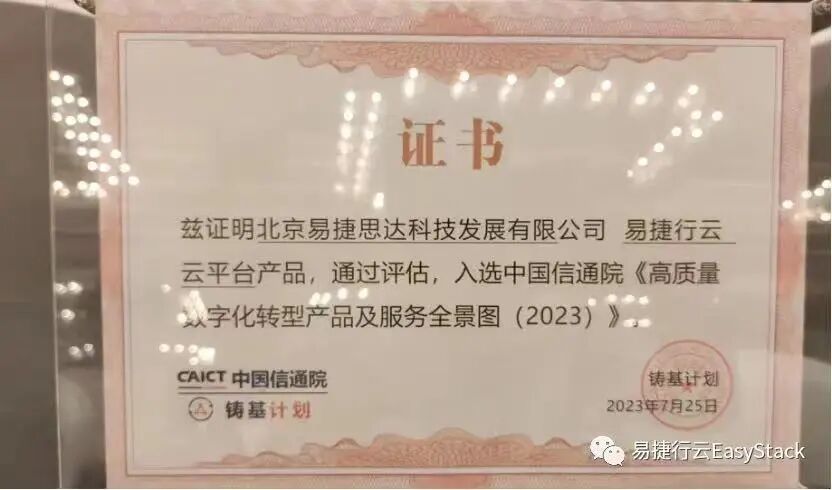 证书
兹证明北京易捷思达科技发展有限公司 易捷行云
云平台产品，通过评估，入选中国信通院《高质量
数字化转型产品及服务全景图（2023）》.
CAICT 中国信通院
铸基计划
铸基计划
2023年7月25日
易捷行云EasyStack